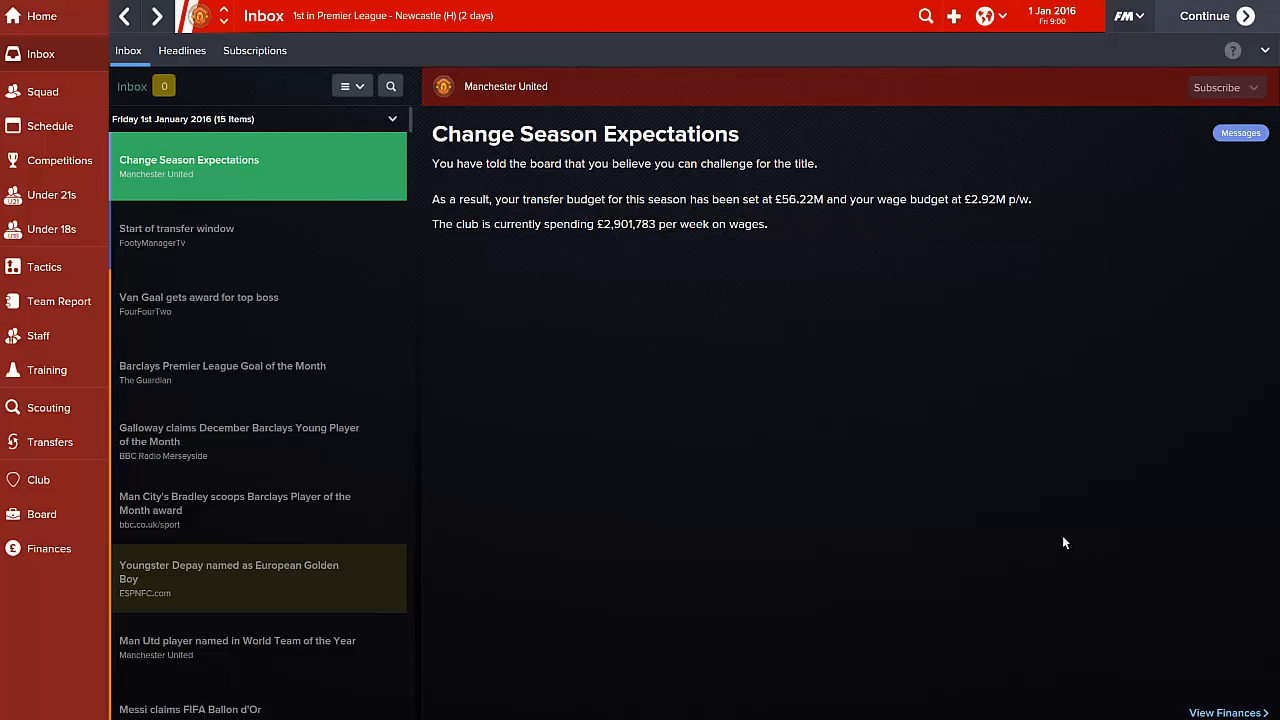 Home
Inbox 1st in Premier League - Newcastle (H) (2 days)
1 Jan 2016
Fri 9:00
FM
Continue
Inbox
Inbox Headlines Subscriptions
?
Squad
Schedule
Competitions
U21
Under 21s
U18
Under 18s
Tactics
Team Report
Staff
Training
Scouting
Transfers
Club
Board
£ Finances
Inbox 0
Friday 1st January 2016 (15 Items)
Change Season Expectations
Manchester United
Start of transfer window
FootyManagerTv
Van Gaal gets award for top boss
FourFourTwo
Barclays Premier League Goal of the Month
The Guardian
Galloway claims December Barclays Young Player
of the Month
BBC Radio Merseyside
Man City's Bradley scoops Barclays Player of the
Month award
bbc.co.uk/sport
Youngster Depay named as European Golden
Boy
ESPNFC.com
Man Utd player named in World Team of the Year
Manchester United
Messi claims FIFA Ballon d'Or
Manchester United
Subscribe
Change Season Expectations
Messages
You have told the board that you believe you can challenge for the title.
As a result, your transfer budget for this season has been set at £56.22M and your wage budget at £2.92M p/w.
The club is currently spending £2,901,783 per week on wages.
View Finances